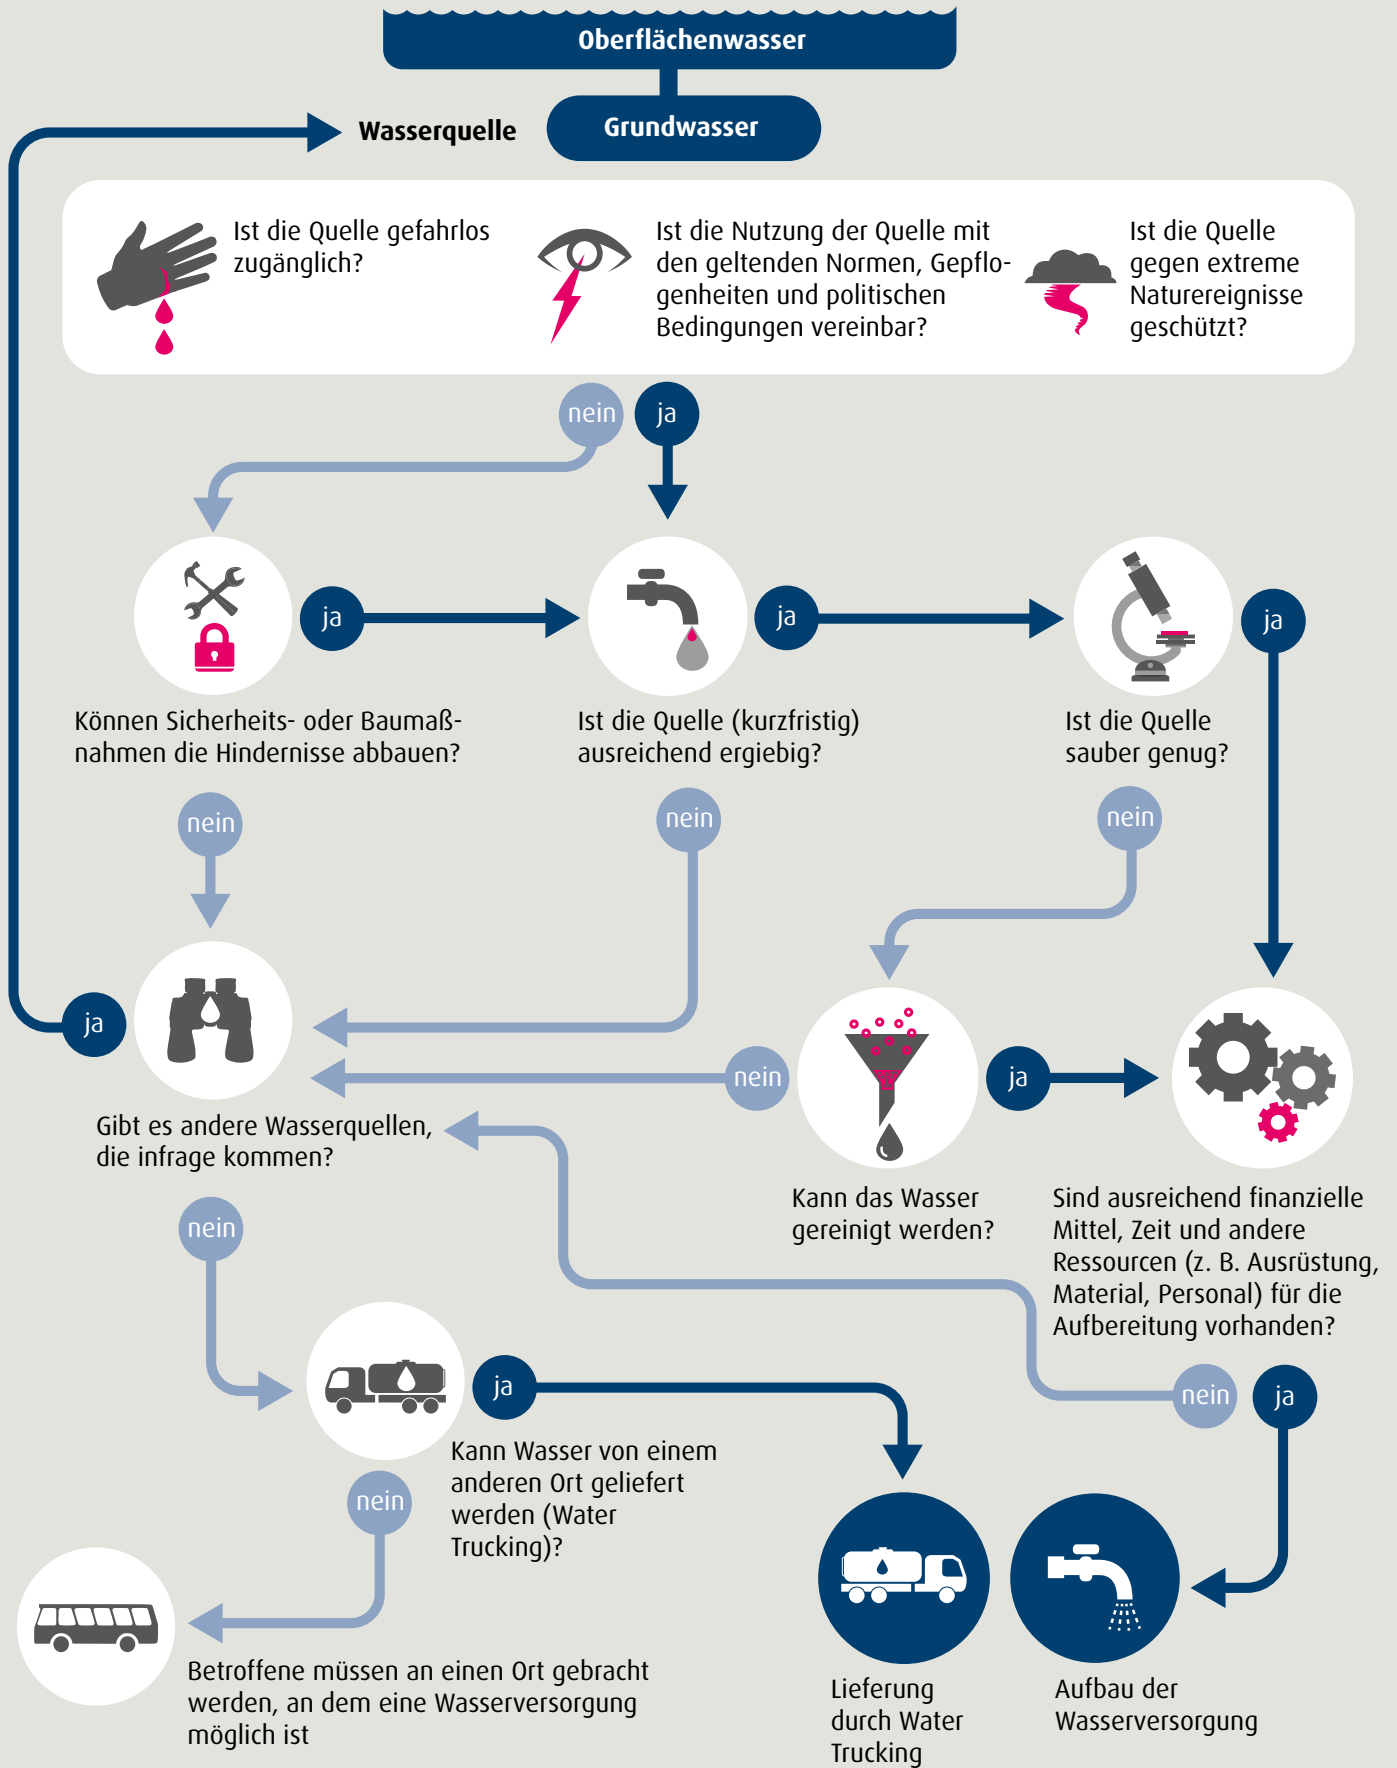 Oberflächenwasser
Wasserquelle
Grundwasser
Ist die Quelle gefahrlos
zugänglich?
Ist die Nutzung der Quelle mit
den geltenden Normen, Gepflo-
genheiten und politischen
Bedingungen vereinbar?
Ist die Quelle
gegen extreme
Naturereignisse
geschützt?
nein
ja
ja
ja
ja
Können Sicherheits- oder Baumaß-
nahmen die Hindernisse abbauen?
Ist die Quelle (kurzfristig)
ausreichend ergiebig?
Ist die Quelle
sauber genug?
nein
nein
nein
ja
nein
ja
Gibt es andere Wasserquellen,
die infrage kommen?
Kann das Wasser
gereinigt werden?
Sind ausreichend finanzielle
Mittel, Zeit und andere
Ressourcen (z. B. Ausrüstung,
Material, Personal) für die
Aufbereitung vorhanden?
nein
ja
nein
ja
Kann Wasser von einem
anderen Ort geliefert
werden (Water
Trucking)?
nein
Betroffene müssen an einen Ort gebracht
werden, an dem eine Wasserversorgung
möglich ist
Lieferung
durch Water
Trucking
Aufbau der
Wasserversorgung